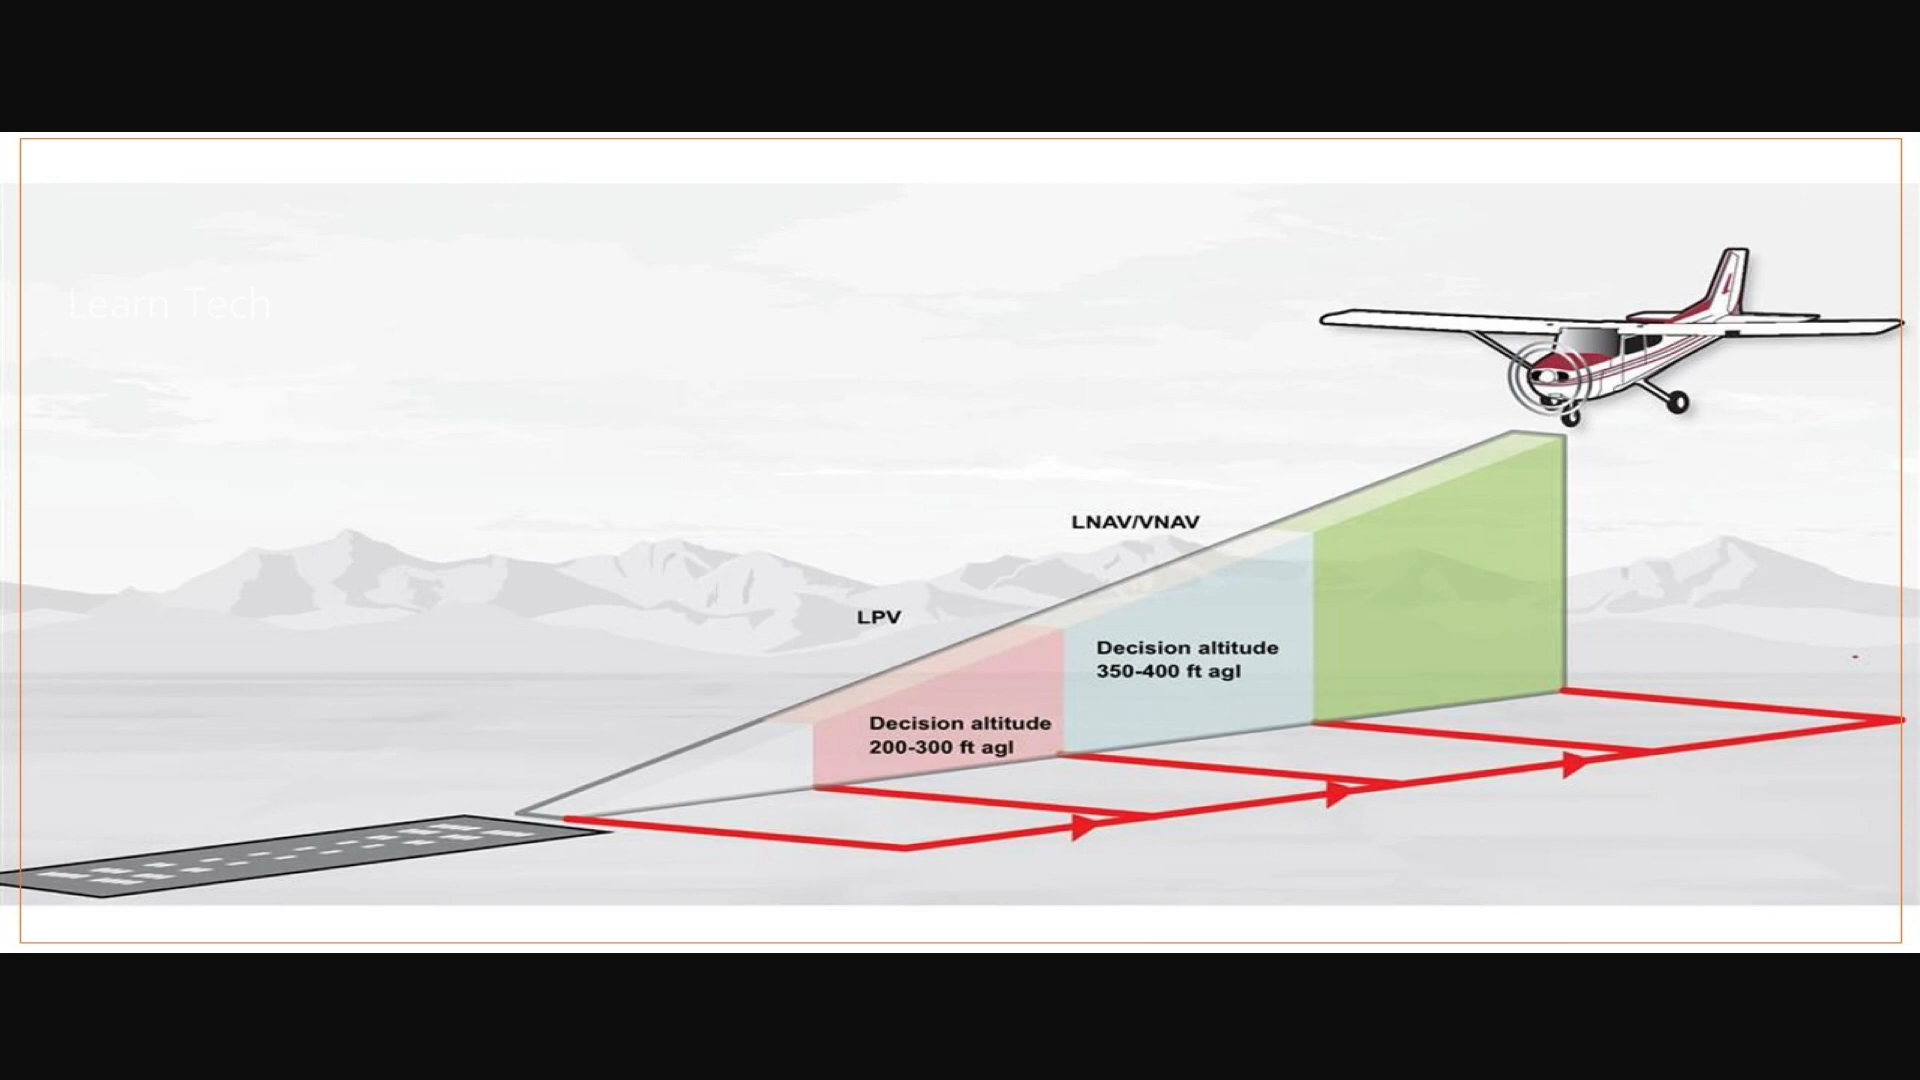 Learn Tech
LNAV/VNAV
LPV
Decision altitude
350-400 ft agl
Decision altitude
200-300 ft agl